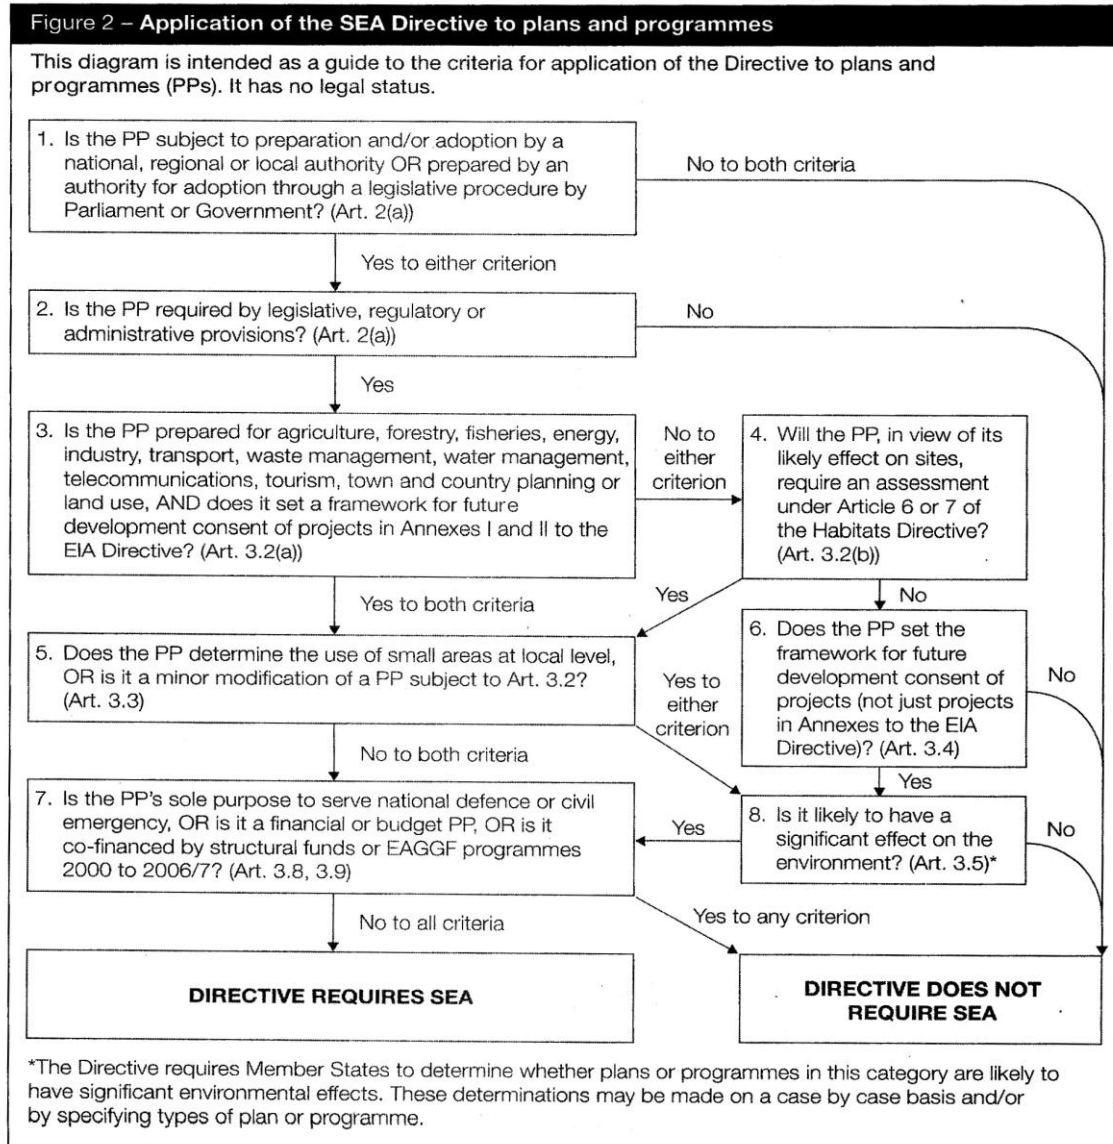 Figure 2 – Application of the SEA Directive to plans and programmes
This diagram is intended as a guide to the criteria for application of the Directive to plans and
programmes (PPs). It has no legal status.
1. Is the PP subject to preparation and/or adoption by a
national, regional or local authority OR prepared by an
authority for adoption through a legislative procedure by
Parliament or Government? (Art. 2(a))
No to both criteria
Yes to either criterion
2. Is the PP required by legislative, regulatory or
administrative provisions? (Art. 2(a))
No
Yes
3. Is the PP prepared for agriculture, forestry, fisheries, energy,
industry, transport, waste management, water management,
telecommunications, tourism, town and country planning or
land use, AND does it set a framework for future
development consent of projects in Annexes I and II to the
EIA Directive? (Art. 3.2(a))
No to
either
criterion
4. Will the PP, in view of its
likely effect on sites,
require an assessment
under Article 6 or 7 of
the Habitats Directive?
(Art. 3.2(b))
Yes to both criteria
Yes
No
5. Does the PP determine the use of small areas at local level,
OR is it a minor modification of a PP subject to Art. 3.2?
(Art. 3.3)
Yes to
either
criterion
6. Does the PP set the
framework for future
development consent of
projects (not just projects
in Annexes to the EIA
Directive)? (Art. 3.4)
No
No to both criteria
Yes
7. Is the PP's sole purpose to serve national defence or civil
emergency, OR is it a financial or budget PP, OR is it
co-financed by structural funds or EAGGF programmes
2000 to 2006/7? (Art. 3.8, 3.9)
Yes
8. Is it likely to have a
significant effect on the
environment? (Art. 3.5)*
No
No to all criteria
Yes to any criterion
DIRECTIVE REQUIRES SEA
DIRECTIVE DOES NOT
REQUIRE SEA
*The Directive requires Member States to determine whether plans or programmes in this category are likely to
have significant environmental effects. These determinations may be made on a case by case basis and/or
by specifying types of plan or programme.